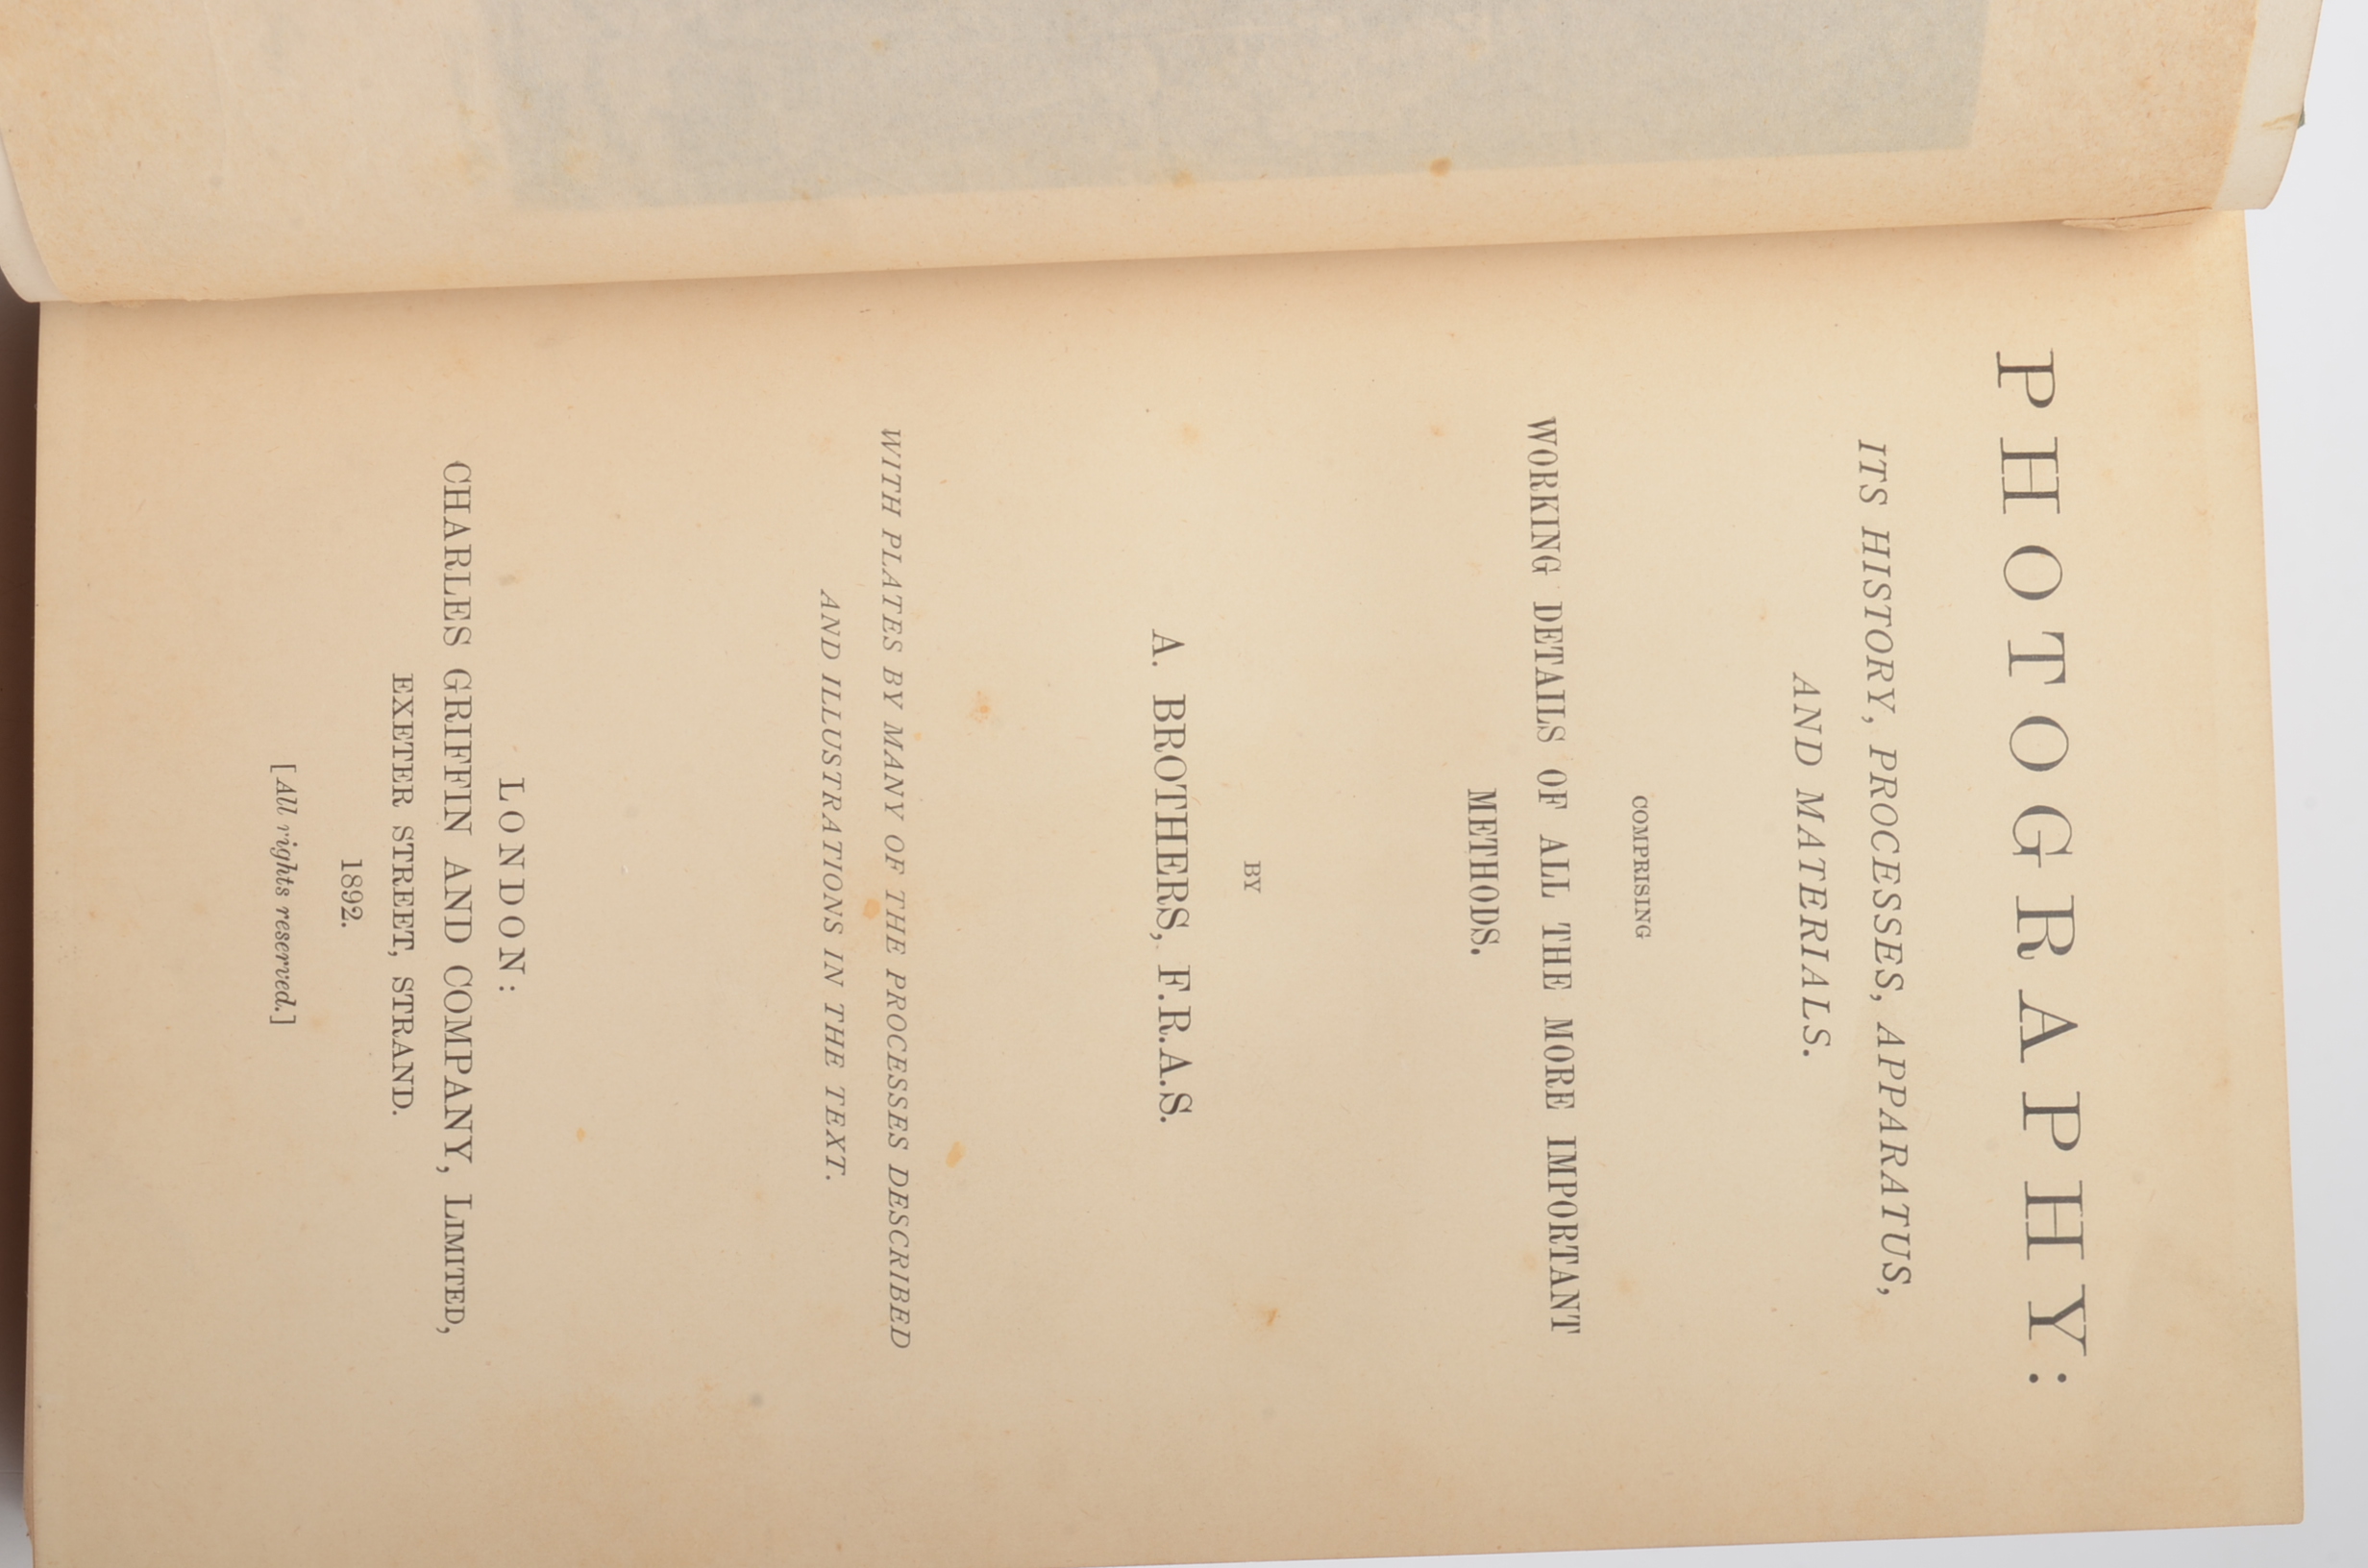 PHOTOGRAPHY:
ITS HISTORY, PROCESSES, APPARATUS,
AND MATERIALS.
COMPRISING
WORKING DETAILS OF ALL THE MORE IMPORTANT
METHODS.
BY
A. BROTHERS, F.R.A.S.
WITH PLATES BY MANY OF THE PROCESSES DESCRIBED
AND ILLUSTRATIONS IN THE TEXT.
LONDON:
CHARLES GRIFFIN AND COMPANY, LIMITED,
EXETER STREET, STRAND.
1892.
[All rights reserved.]